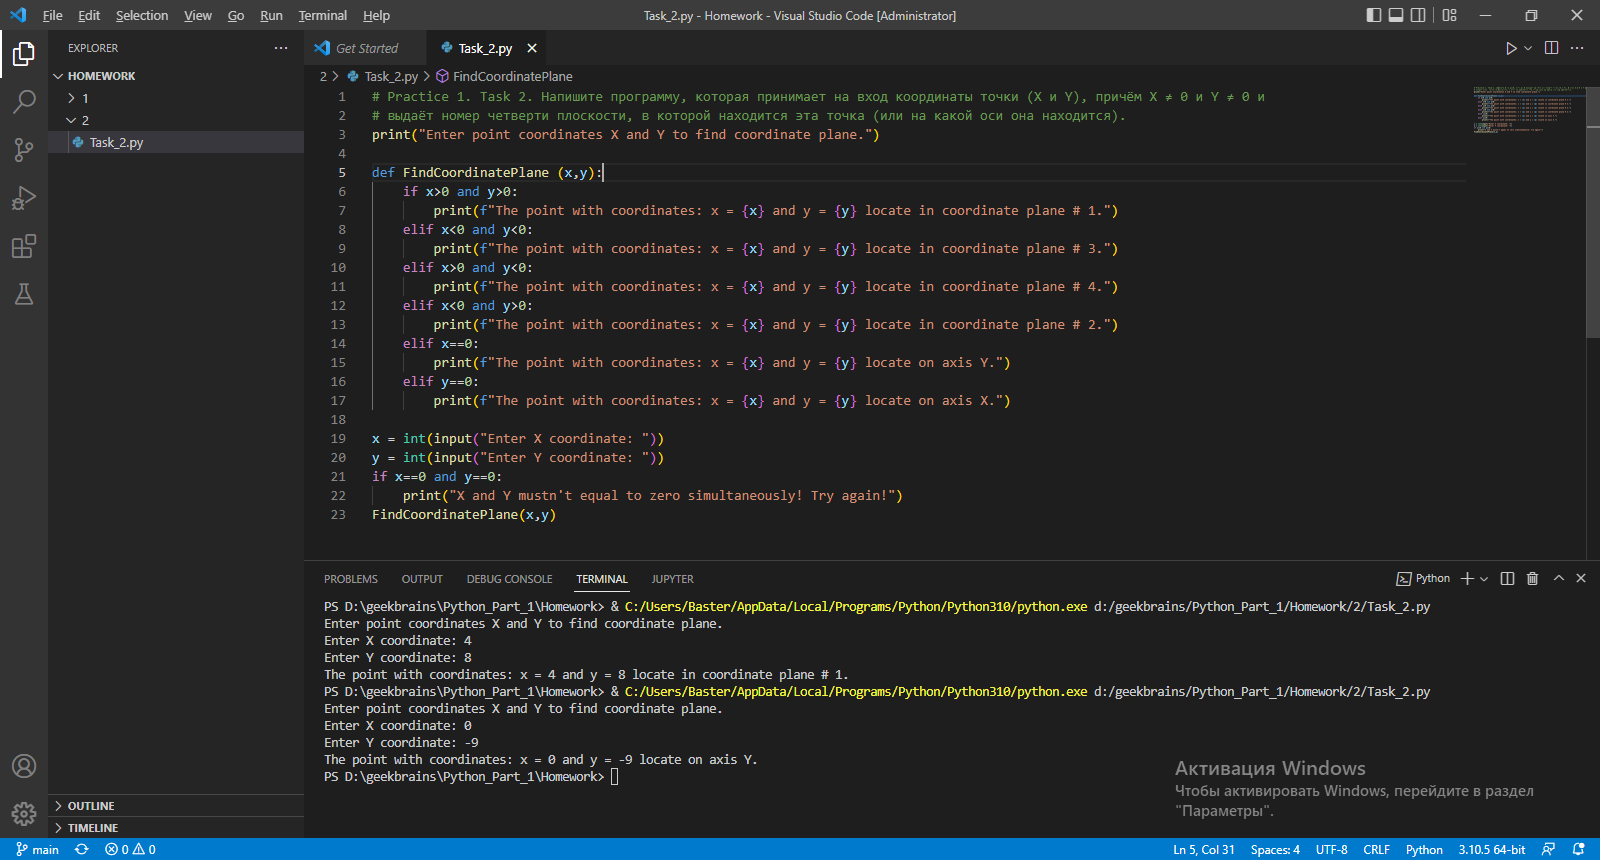 File Edit Selection View Go Run Terminal Help Task_2.py - Homework - Visual Studio Code [Administrator]
EXPLORER
HOMEWORK
1
2
Task_2.py
OUTLINE
TIMELINE
Get Started Task_2.py
2 > Task_2.py > FindCoordinatePlane
1 # Practice 1. Task 2. Напишите программу, которая принимает на вход координаты точки (X и Y), причём X ≠ 0 и Y ≠ 0 и
2 # выдаёт номер четверти плоскости, в которой находится эта точка (или на какой оси она находится).
3 print("Enter point coordinates X and Y to find coordinate plane.")
4
5 def FindCoordinatePlane (x,y):
6 if x>0 and y>0:
7 print(f"The point with coordinates: x = {x} and y = {y} locate in coordinate plane # 1.")
8 elif x<0 and y<0:
9 print(f"The point with coordinates: x = {x} and y = {y} locate in coordinate plane # 3.")
10 elif x>0 and y<0:
11 print(f"The point with coordinates: x = {x} and y = {y} locate in coordinate plane # 4.")
12 elif x<0 and y>0:
13 print(f"The point with coordinates: x = {x} and y = {y} locate in coordinate plane # 2.")
14 elif x==0:
15 print(f"The point with coordinates: x = {x} and y = {y} locate on axis Y.")
16 elif y==0:
17 print(f"The point with coordinates: x = {x} and y = {y} locate on axis X.")
18
19 x = int(input("Enter X coordinate: "))
20 y = int(input("Enter Y coordinate: "))
21 if x==0 and y==0:
22 print("X and Y mustn't equal to zero simultaneously! Try again!")
23 FindCoordinatePlane(x,y)
PROBLEMS OUTPUT DEBUG CONSOLE TERMINAL JUPYTER Python
PS D:\geekbrains\Python_Part_1\Homework> & C:/Users/Baster/AppData/Local/Programs/Python/Python310/python.exe d:/geekbrains/Python_Part_1/Homework/2/Task_2.py
Enter point coordinates X and Y to find coordinate plane.
Enter X coordinate: 4
Enter Y coordinate: 8
The point with coordinates: x = 4 and y = 8 locate in coordinate plane # 1.
PS D:\geekbrains\Python_Part_1\Homework> & C:/Users/Baster/AppData/Local/Programs/Python/Python310/python.exe d:/geekbrains/Python_Part_1/Homework/2/Task_2.py
Enter point coordinates X and Y to find coordinate plane.
Enter X coordinate: 0
Enter Y coordinate: -9
The point with coordinates: x = 0 and y = -9 locate on axis Y.
PS D:\geekbrains\Python_Part_1\Homework>
Активация Windows
Чтобы активировать Windows, перейдите в раздел
"Параметры".
main 0 0 Ln 5, Col 31 Spaces: 4 UTF-8 CRLF Python 3.10.5 64-bit